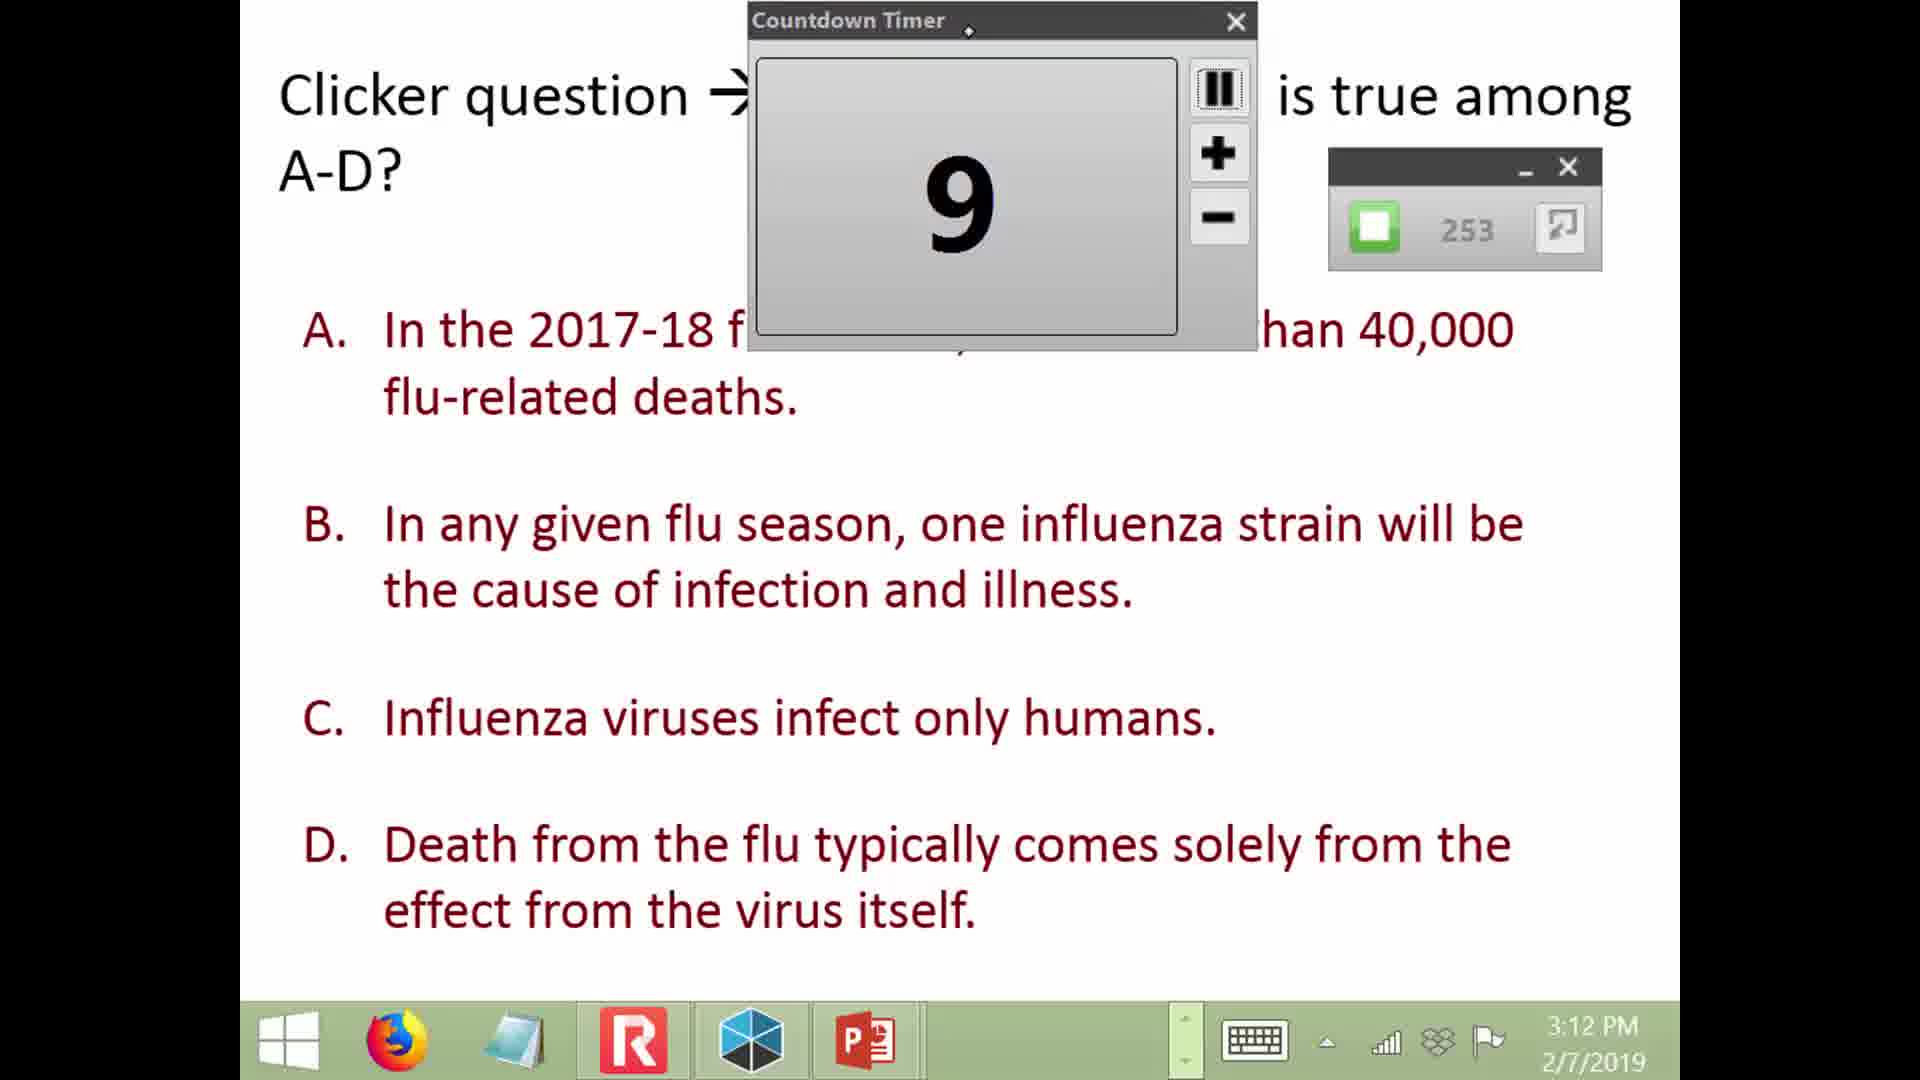 Countdown Timer
Clicker question → is true among
A-D?
9
253
A. In the 2017-18 f han 40,000
flu-related deaths.
B. In any given flu season, one influenza strain will be
the cause of infection and illness.
C. Influenza viruses infect only humans.
D. Death from the flu typically comes solely from the
effect from the virus itself.
3:12 PM
2/7/2019